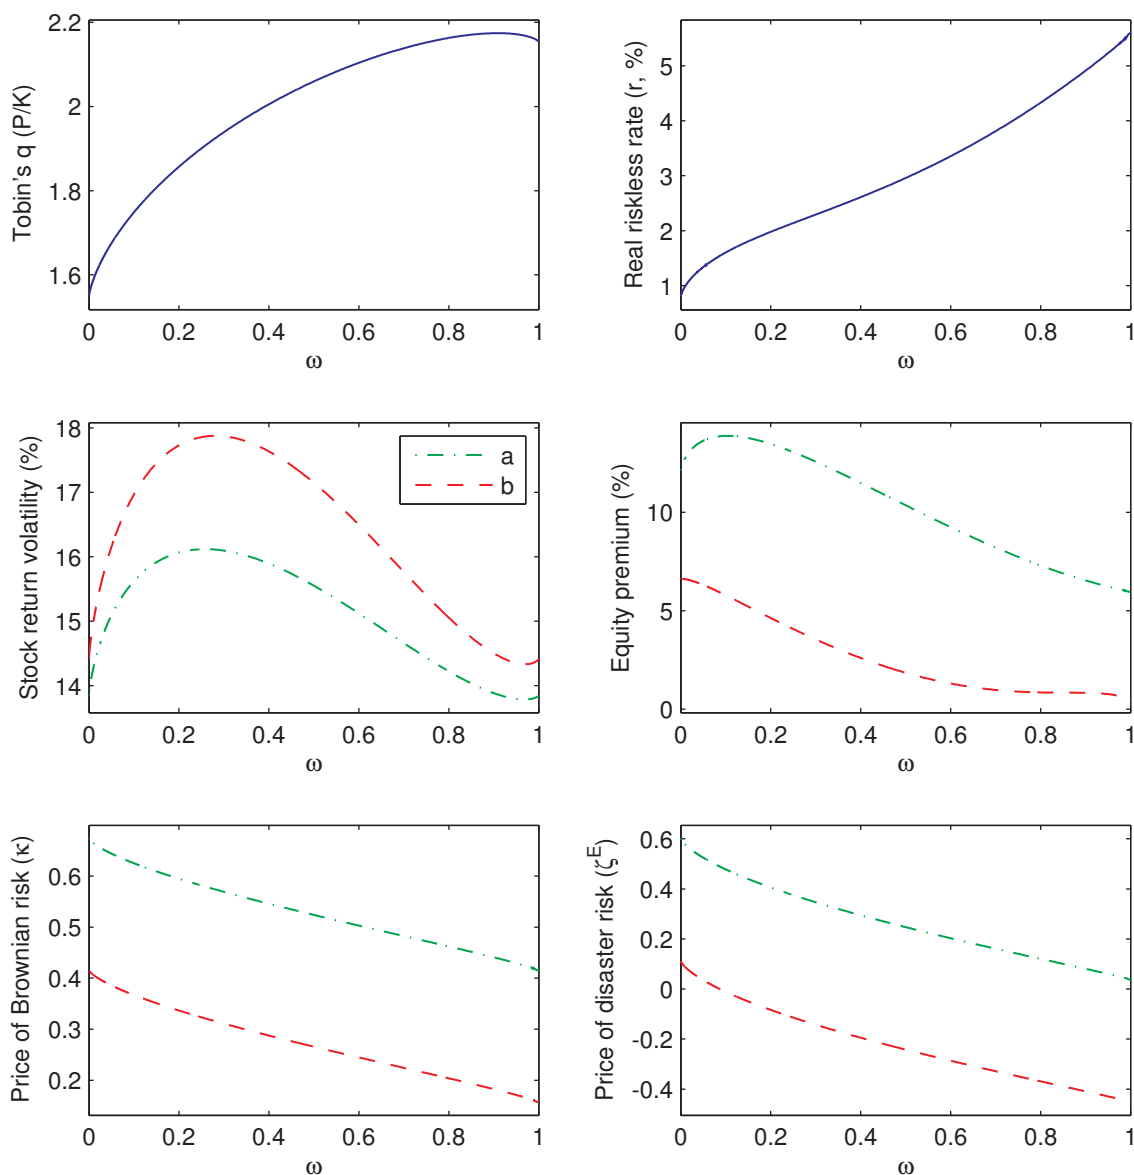 Tobin's q (P/K)
2.2
2
1.8
1.6
0 0.2 0.4 0.6 0.8 1
ω
Real riskless rate (r, %)
5
4
3
2
1
0 0.2 0.4 0.6 0.8 1
ω
Stock return volatility (%)
18
17
16
15
14
a
b
0 0.2 0.4 0.6 0.8 1
ω
Equity premium (%)
10
5
0
0 0.2 0.4 0.6 0.8 1
ω
Price of Brownian risk (κ)
0.6
0.5
0.4
0.3
0.2
0 0.2 0.4 0.6 0.8 1
ω
Price of disaster risk (ζ^E)
0.6
0.4
0.2
0
-0.2
-0.4
0 0.2 0.4 0.6 0.8 1
ω